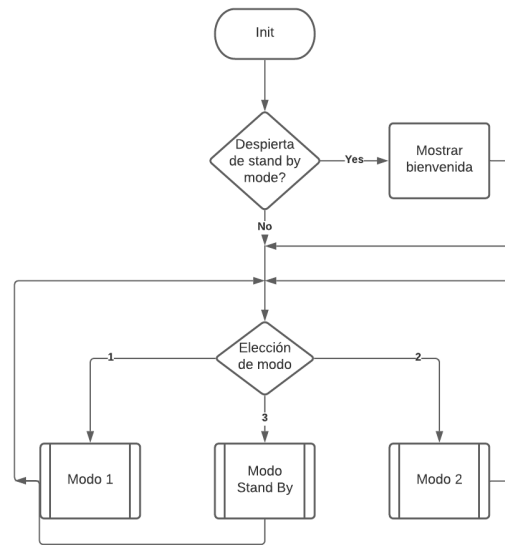 Init
Despierta
de stand by
mode?
Yes
Mostrar
bienvenida
No
Elección
de modo
1
2
3
Modo 1
Modo
Stand By
Modo 2